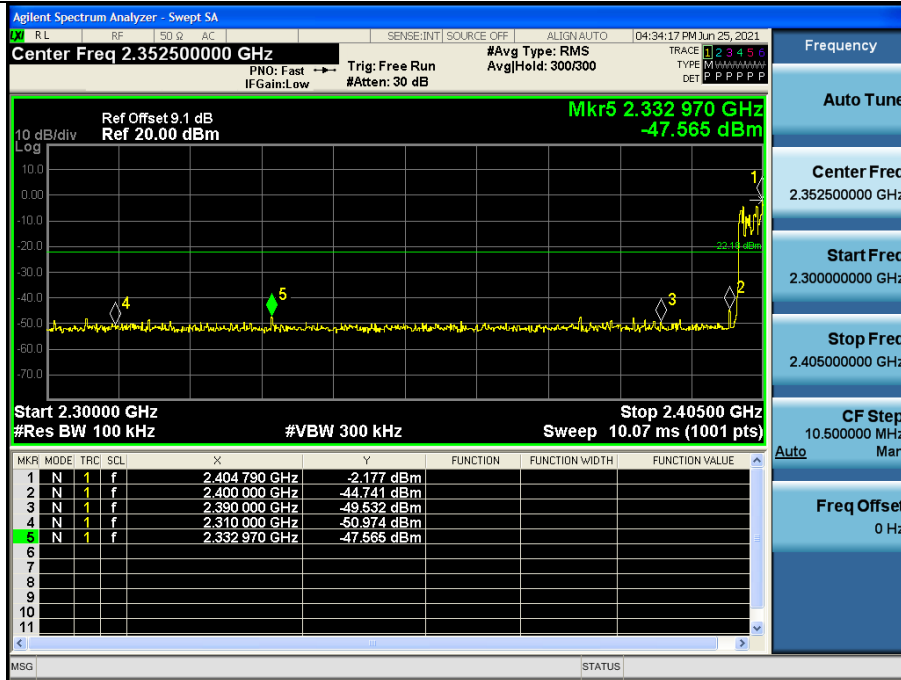 Agilent Spectrum Analyzer - Swept SA
LXI RL RF 50 Ω AC SENSE:INT SOURCE OFF ALIGN AUTO 04:34:17 PM Jun 25, 2021
Center Freq 2.352500000 GHz #Avg Type: RMS TRACE 1 2 3 4 5 6
PNO: Fast Trig: Free Run Avg|Hold: 300/300 TYPE M
IFGain:Low #Atten: 30 dB DET P P P P P P
Mkr5 2.332 970 GHz
Ref Offset 9.1 dB
10 dB/div Ref 20.00 dBm -47.565 dBm
Log
10.0
0.00
-10.0
-20.0
-30.0
-40.0
-50.0
-60.0
-70.0
1
2
3
4
5
Start 2.30000 GHz Stop 2.40500 GHz
#Res BW 100 kHz #VBW 300 kHz Sweep 10.07 ms (1001 pts)
MKR MODE TRC SCL X Y FUNCTION FUNCTION WIDTH FUNCTION VALUE
1 N 1 f 2.404 790 GHz -2.177 dBm
2 N 1 f 2.400 000 GHz -44.741 dBm
3 N 1 f 2.390 000 GHz -49.532 dBm
4 N 1 f 2.310 000 GHz -50.974 dBm
5 N 1 f 2.332 970 GHz -47.565 dBm
6
7
8
9
10
11
MSG STATUS
Frequency
Auto Tune
Center Freq
2.352500000 GHz
Start Freq
2.300000000 GHz
Stop Freq
2.405000000 GHz
CF Step
10.500000 MHz
Auto Man
Freq Offset
0 Hz